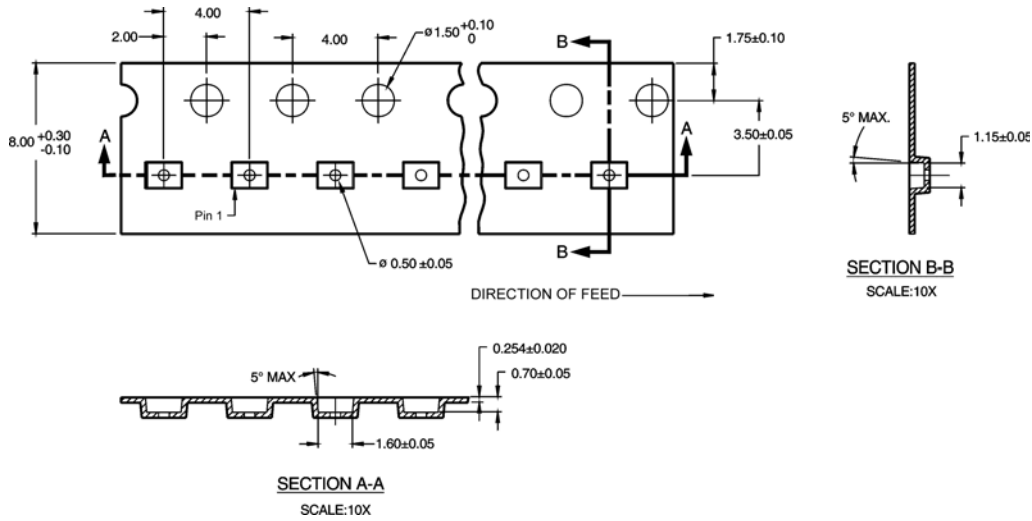 4.00
2.00
4.00
ø1.50 +0.10
0
B
1.75±0.10
8.00 +0.30
-0.10
A
A
3.50±0.05
5° MAX.
1.15±0.05
Pin 1
B
ø 0.50 ±0.05
SECTION B-B
SCALE:10X
DIRECTION OF FEED
0.254±0.020
0.70±0.05
5° MAX
1.60±0.05
SECTION A-A
SCALE:10X